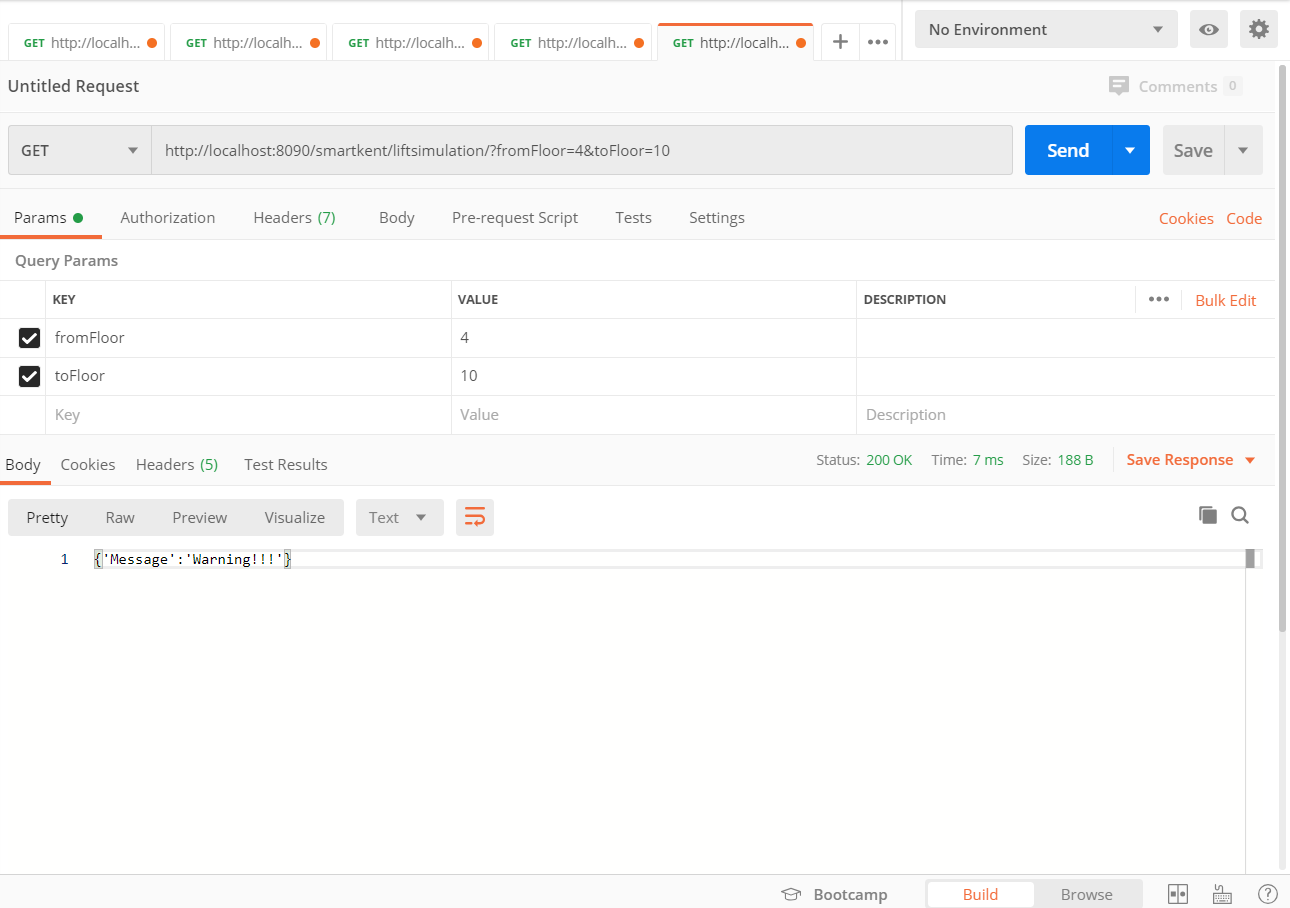 GET http://localh... GET http://localh... GET http://localh... GET http://localh... GET http://localh... No Environment
Untitled Request Comments 0
GET http://localhost:8090/smartkent/liftsimulation/?fromFloor=4&toFloor=10 Send Save
Params Authorization Headers (7) Body Pre-request Script Tests Settings Cookies Code
Query Params
KEY VALUE DESCRIPTION Bulk Edit
fromFloor 4
toFloor 10
Key Value Description
Body Cookies Headers (5) Test Results Status: 200 OK Time: 7 ms Size: 188 B Save Response
Pretty Raw Preview Visualize Text
1 {'Message':'Warning!!!'}
Bootcamp Build Browse